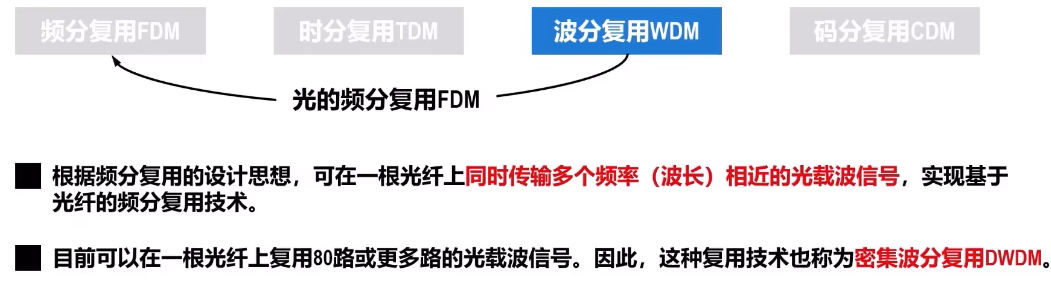 频分复用FDM
时分复用TDM
波分复用WDM
码分复用CDM
光的频分复用FDM
根据频分复用的设计思想，可在一根光纤上同时传输多个频率（波长）相近的光载波信号，实现基于
光纤的频分复用技术。
目前可以在一根光纤上复用80路或更多路的光载波信号。因此，这种复用技术也称为密集波分复用DWDM。